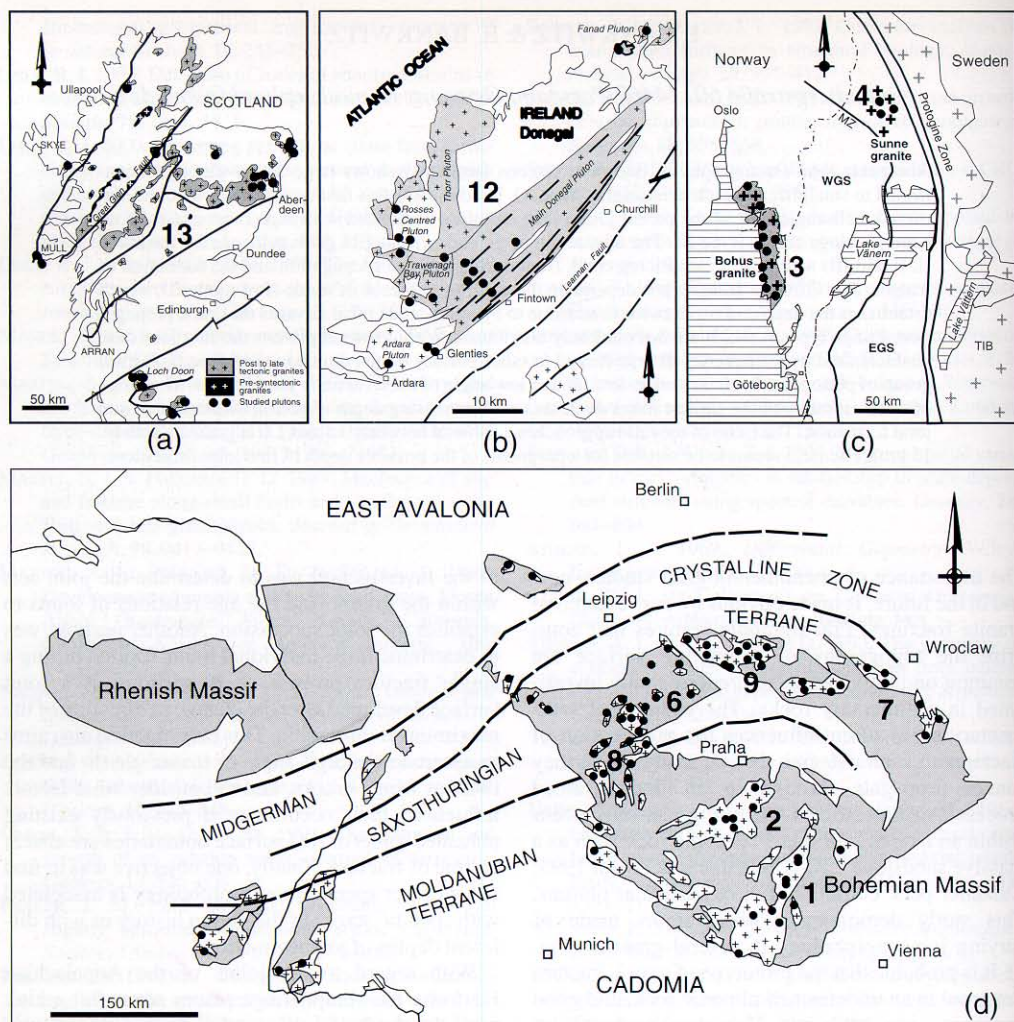 Ullapool
SCOTLAND
SKYE
Great Glen Fault
Aber-
deen
MULL
13
Dundee
Edinburgh
ARRAN
Loch Doon
Post to late
tectonic granites
Pre-syntectonic
granites
Studied plutons
50 km
(a)
ATLANTIC OCEAN
Fanad Pluton
IRELAND
Donegal
Thorr Pluton
12
Rosses
Pluton
Main Donegal Pluton
Churchill
Trawenagh
Bay Pluton
Leannan Fault
Fintown
Ardara
Pluton
Glenties
Ardara
10 km
(b)
Norway
Sweden
Oslo
4
MZ
Protogine Zone
Sunne
granite
WGS
Bohus
granite
3
Lake
Vänern
Lake Vättern
EGS
TIB
Göteborg
50 km
(c)
EAST AVALONIA
Berlin
CRYSTALLINE
ZONE
Leipzig
TERRANE
Wroclaw
Rhenish Massif
9
6
7
8
Praha
MIDGERMAN
SAXOTHURINGIAN
2
MOLDANUBIAN
TERRANE
1
Bohemian Massif
Munich
Vienna
CADOMIA
150 km
(d)